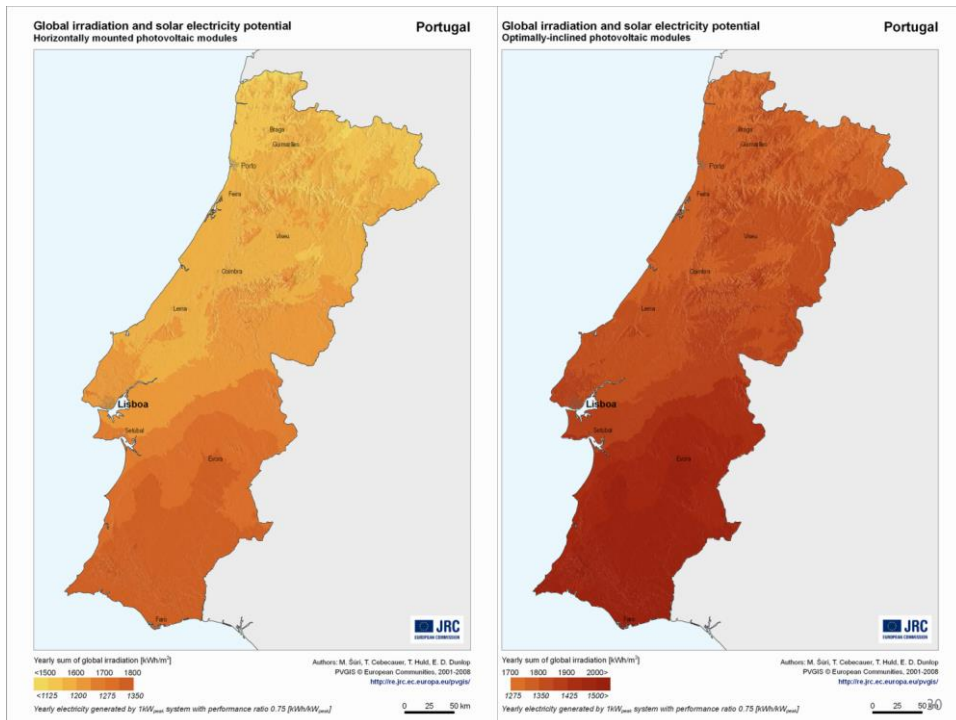 Global irradiation and solar electricity potential
Horizontally mounted photovoltaic modules
Portugal
Braga
Guimarães
Porto
Feira
Viseu
Coimbra
Leiria
Lisboa
Setúbal
Évora
Faro
JRC
EUROPEAN COMMISSION
Yearly sum of global irradiation [kWh/m²]
<1500 1600 1700 1800
<1125 1200 1275 1350
Yearly electricity generated by 1kWpeak system with performance ratio 0.75 [kWh/kWpeak]
Authors: M. Šúri, T. Cebecauer, T. Huld, E. D. Dunlop
PVGIS © European Communities, 2001-2008
http://re.jrc.ec.europa.eu/pvgis/
0 25 50 km
Global irradiation and solar electricity potential
Optimally-inclined photovoltaic modules
Portugal
Braga
Guimarães
Porto
Feira
Viseu
Coimbra
Leiria
Lisboa
Setúbal
Évora
Faro
JRC
EUROPEAN COMMISSION
Yearly sum of global irradiation [kWh/m²]
1700 1800 1900 2000>
1275 1350 1425 1500>
Yearly electricity generated by 1kWpeak system with performance ratio 0.75 [kWh/kWpeak]
Authors: M. Šúri, T. Cebecauer, T. Huld, E. D. Dunlop
PVGIS © European Communities, 2001-2008
http://re.jrc.ec.europa.eu/pvgis/
0 25 50 km
30